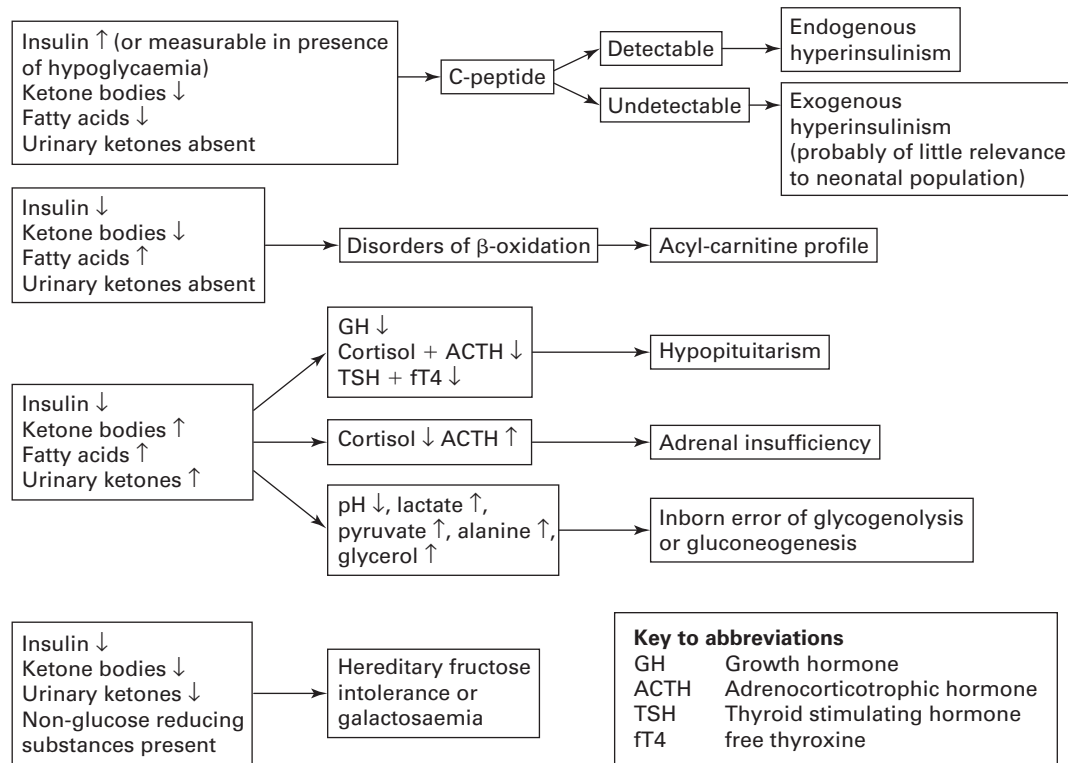 Insulin ↑ (or measurable in presence
of hypoglycaemia)
Ketone bodies ↓
Fatty acids ↓
Urinary ketones absent
C-peptide
Detectable
Endogenous
hyperinsulinism
Undetectable
Exogenous
hyperinsulinism
(probably of little relevance
to neonatal population)
Insulin ↓
Ketone bodies ↓
Fatty acids ↑
Urinary ketones absent
Disorders of β-oxidation
Acyl-carnitine profile
Insulin ↓
Ketone bodies ↑
Fatty acids ↑
Urinary ketones ↑
GH ↓
Cortisol + ACTH ↓
TSH + fT4 ↓
Hypopituitarism
Cortisol ↓ ACTH ↑
Adrenal insufficiency
pH ↓, lactate ↑,
pyruvate ↑, alanine ↑,
glycerol ↑
Inborn error of glycogenolysis
or gluconeogenesis
Insulin ↓
Ketone bodies ↓
Urinary ketones ↓
Non-glucose reducing
substances present
Hereditary fructose
intolerance or
galactosaemia
Key to abbreviations
GH Growth hormone
ACTH Adrenocorticotrophic hormone
TSH Thyroid stimulating hormone
fT4 free thyroxine